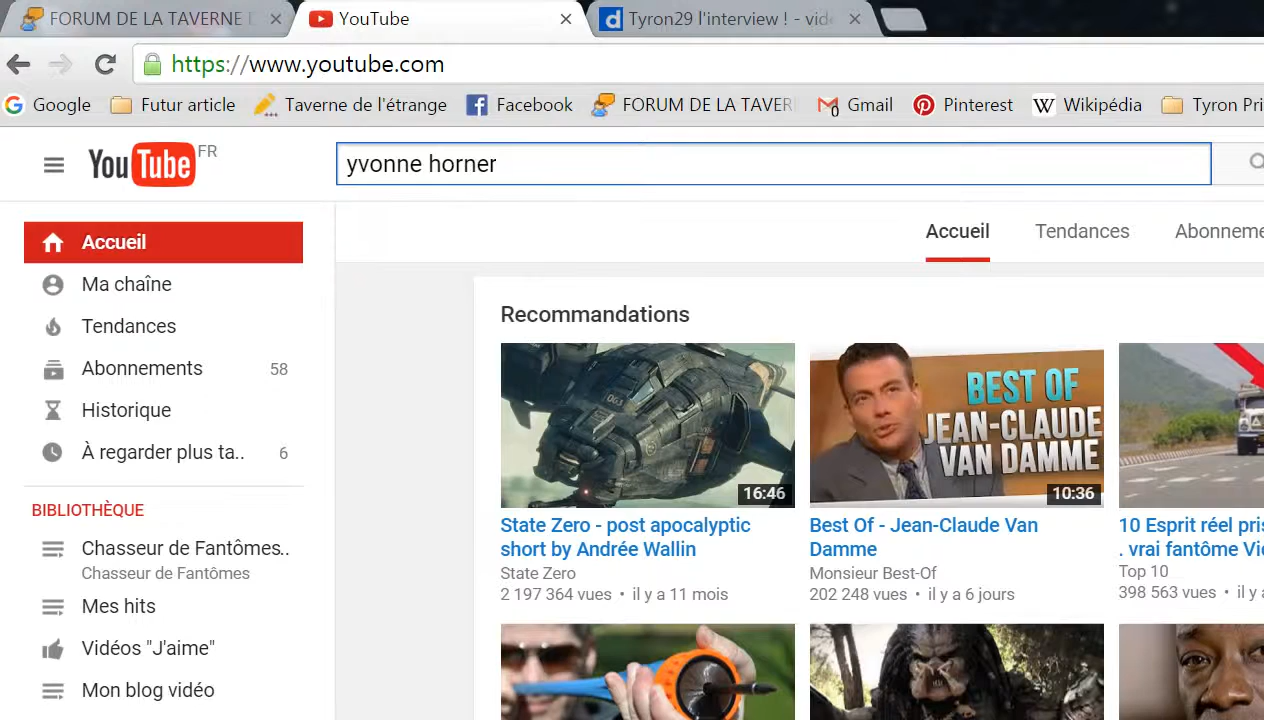 FORUM DE LA TAVERNE
YouTube
Tyron29 l'interview ! - vid
https://www.youtube.com
Google
Futur article
Taverne de l'étrange
Facebook
FORUM DE LA TAVER
Gmail
Pinterest
W Wikipédia
Tyron Pri
YouTube FR
yvonne horner
Accueil
Ma chaîne
Tendances
Abonnements 58
Historique
À regarder plus ta.. 6
BIBLIOTHÈQUE
Chasseur de Fantômes..
Chasseur de Fantômes
Mes hits
Vidéos "J'aime"
Mon blog vidéo
Accueil
Tendances
Abonneme
Recommandations
063
16:46
State Zero - post apocalyptic
short by Andrée Wallin
State Zero
2 197 364 vues • il y a 11 mois
BEST OF
JEAN-CLAUDE
VAN DAMME
10:36
Best Of - Jean-Claude Van
Damme
Monsieur Best-Of
202 248 vues • il y a 6 jours
10 Esprit réel pris
. vrai fantôme Vi
Top 10
398 563 vues • il y